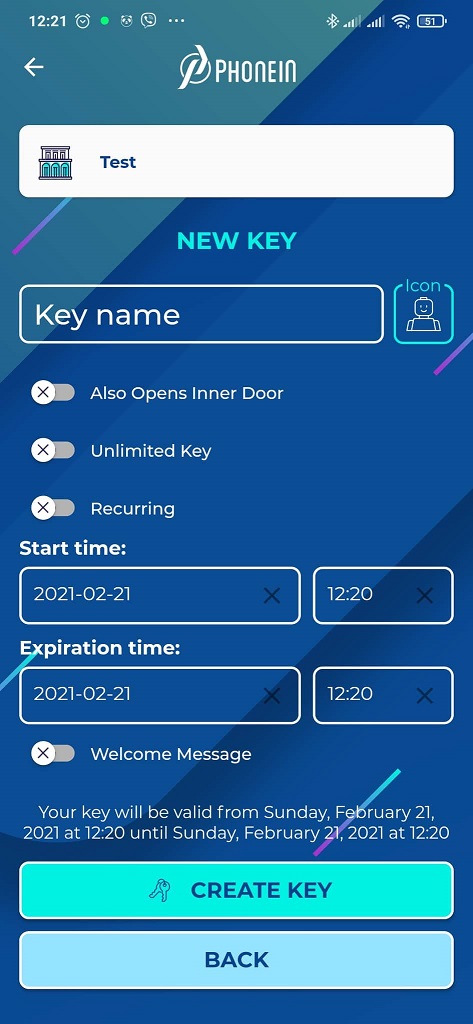 12:21
51
PHONEIN
Test
NEW KEY
Key name
Icon
Also Opens Inner Door
Unlimited Key
Recurring
Start time:
2021-02-21
12:20
Expiration time:
2021-02-21
12:20
Welcome Message
Your key will be valid from Sunday, February 21,
2021 at 12:20 until Sunday, February 21, 2021 at 12:20
CREATE KEY
BACK